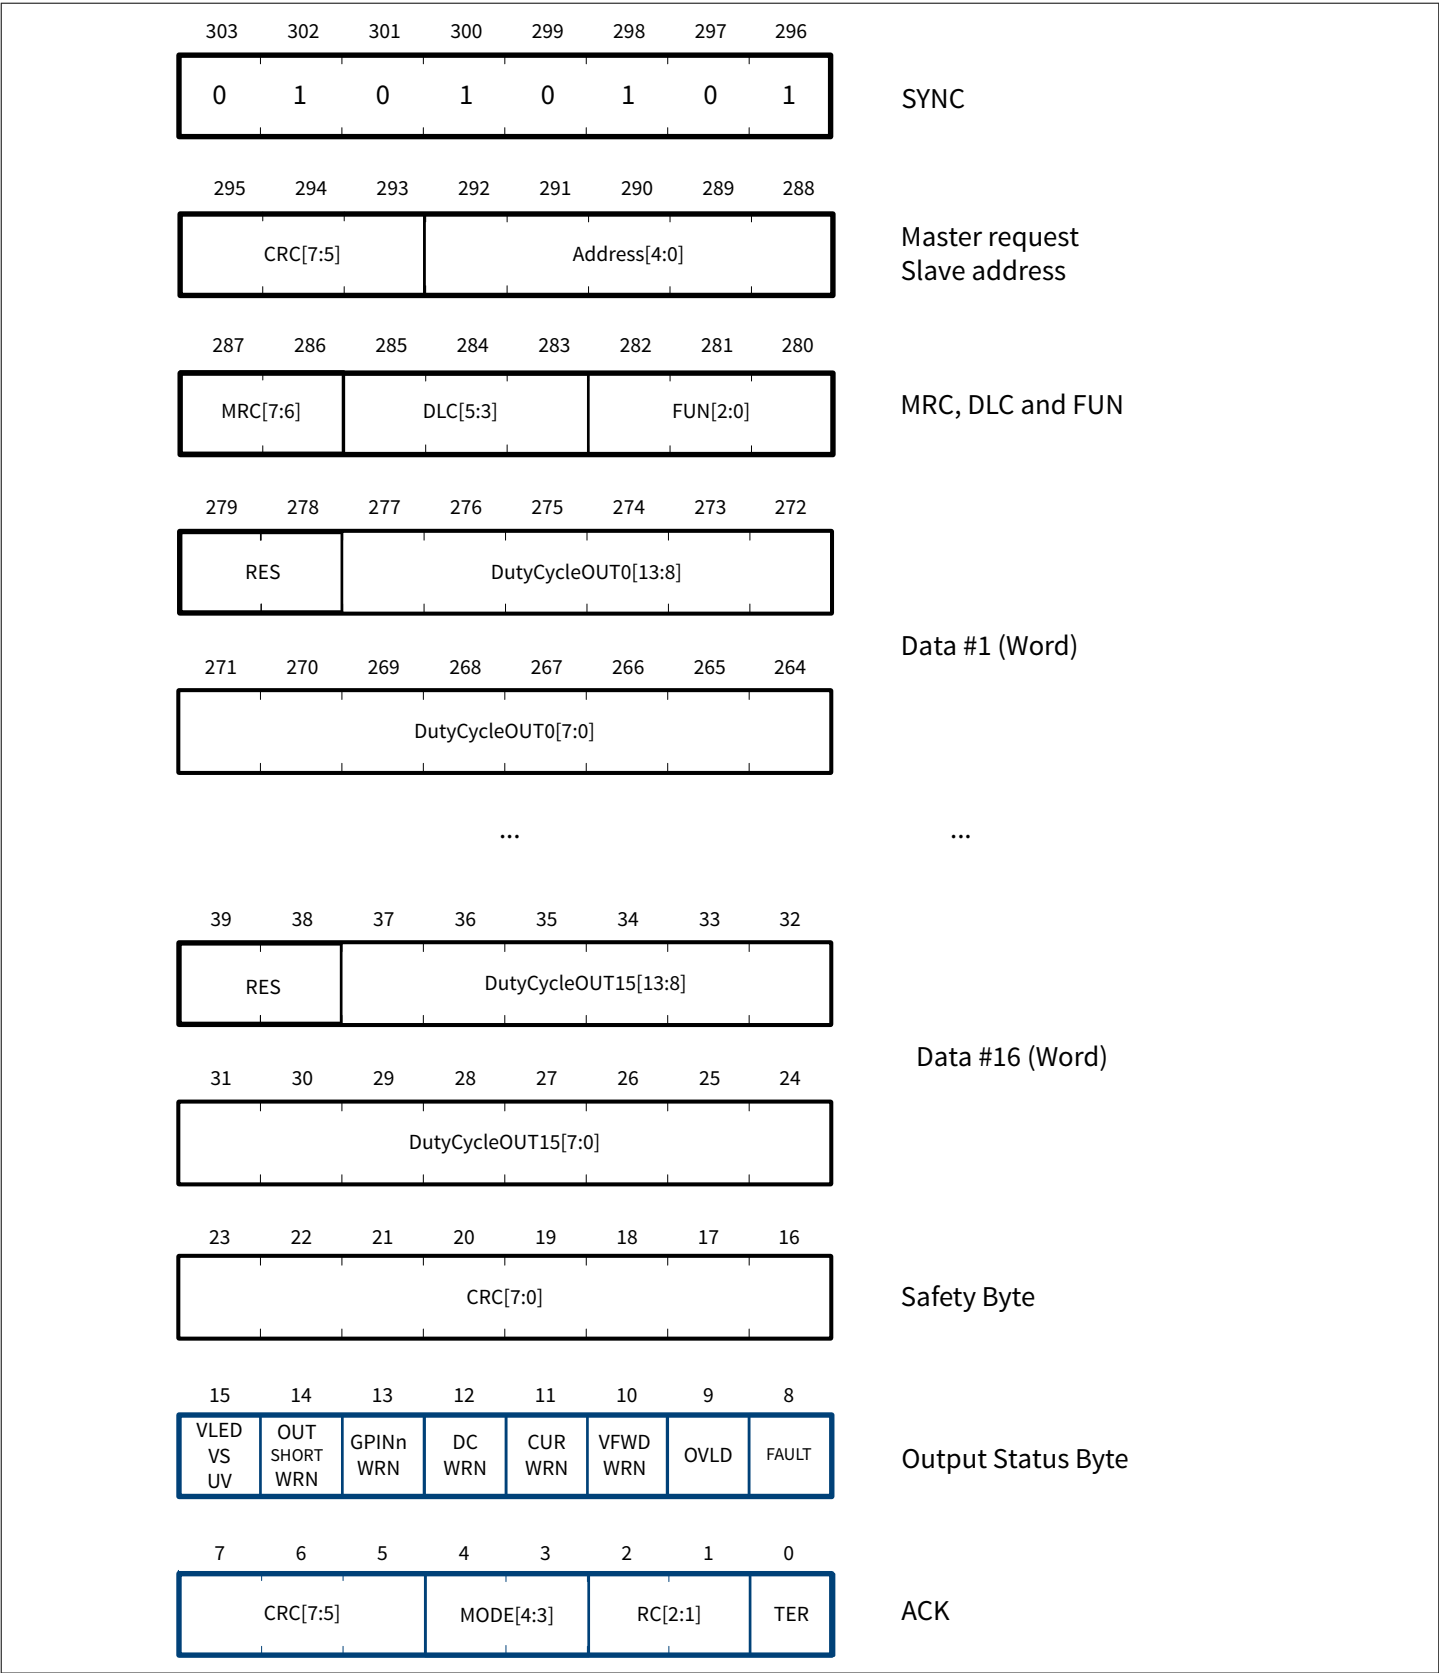 303 302 301 300 299 298 297 296
0 1 0 1 0 1 0 1
SYNC
295 294 293 292 291 290 289 288
CRC[7:5] Address[4:0]
Master request
Slave address
287 286 285 284 283 282 281 280
MRC[7:6] DLC[5:3] FUN[2:0]
MRC, DLC and FUN
279 278 277 276 275 274 273 272
RES DutyCycleOUT0[13:8]
Data #1 (Word)
271 270 269 268 267 266 265 264
DutyCycleOUT0[7:0]
... ...
39 38 37 36 35 34 33 32
RES DutyCycleOUT15[13:8]
Data #16 (Word)
31 30 29 28 27 26 25 24
DutyCycleOUT15[7:0]
23 22 21 20 19 18 17 16
CRC[7:0]
Safety Byte
15 14 13 12 11 10 9 8
VLED
VS
UV
OUT
SHORT
WRN
GPINn
WRN
DC
WRN
CUR
WRN
VFWD
WRN
OVLD
FAULT
Output Status Byte
7 6 5 4 3 2 1 0
CRC[7:5] MODE[4:3] RC[2:1] TER
ACK